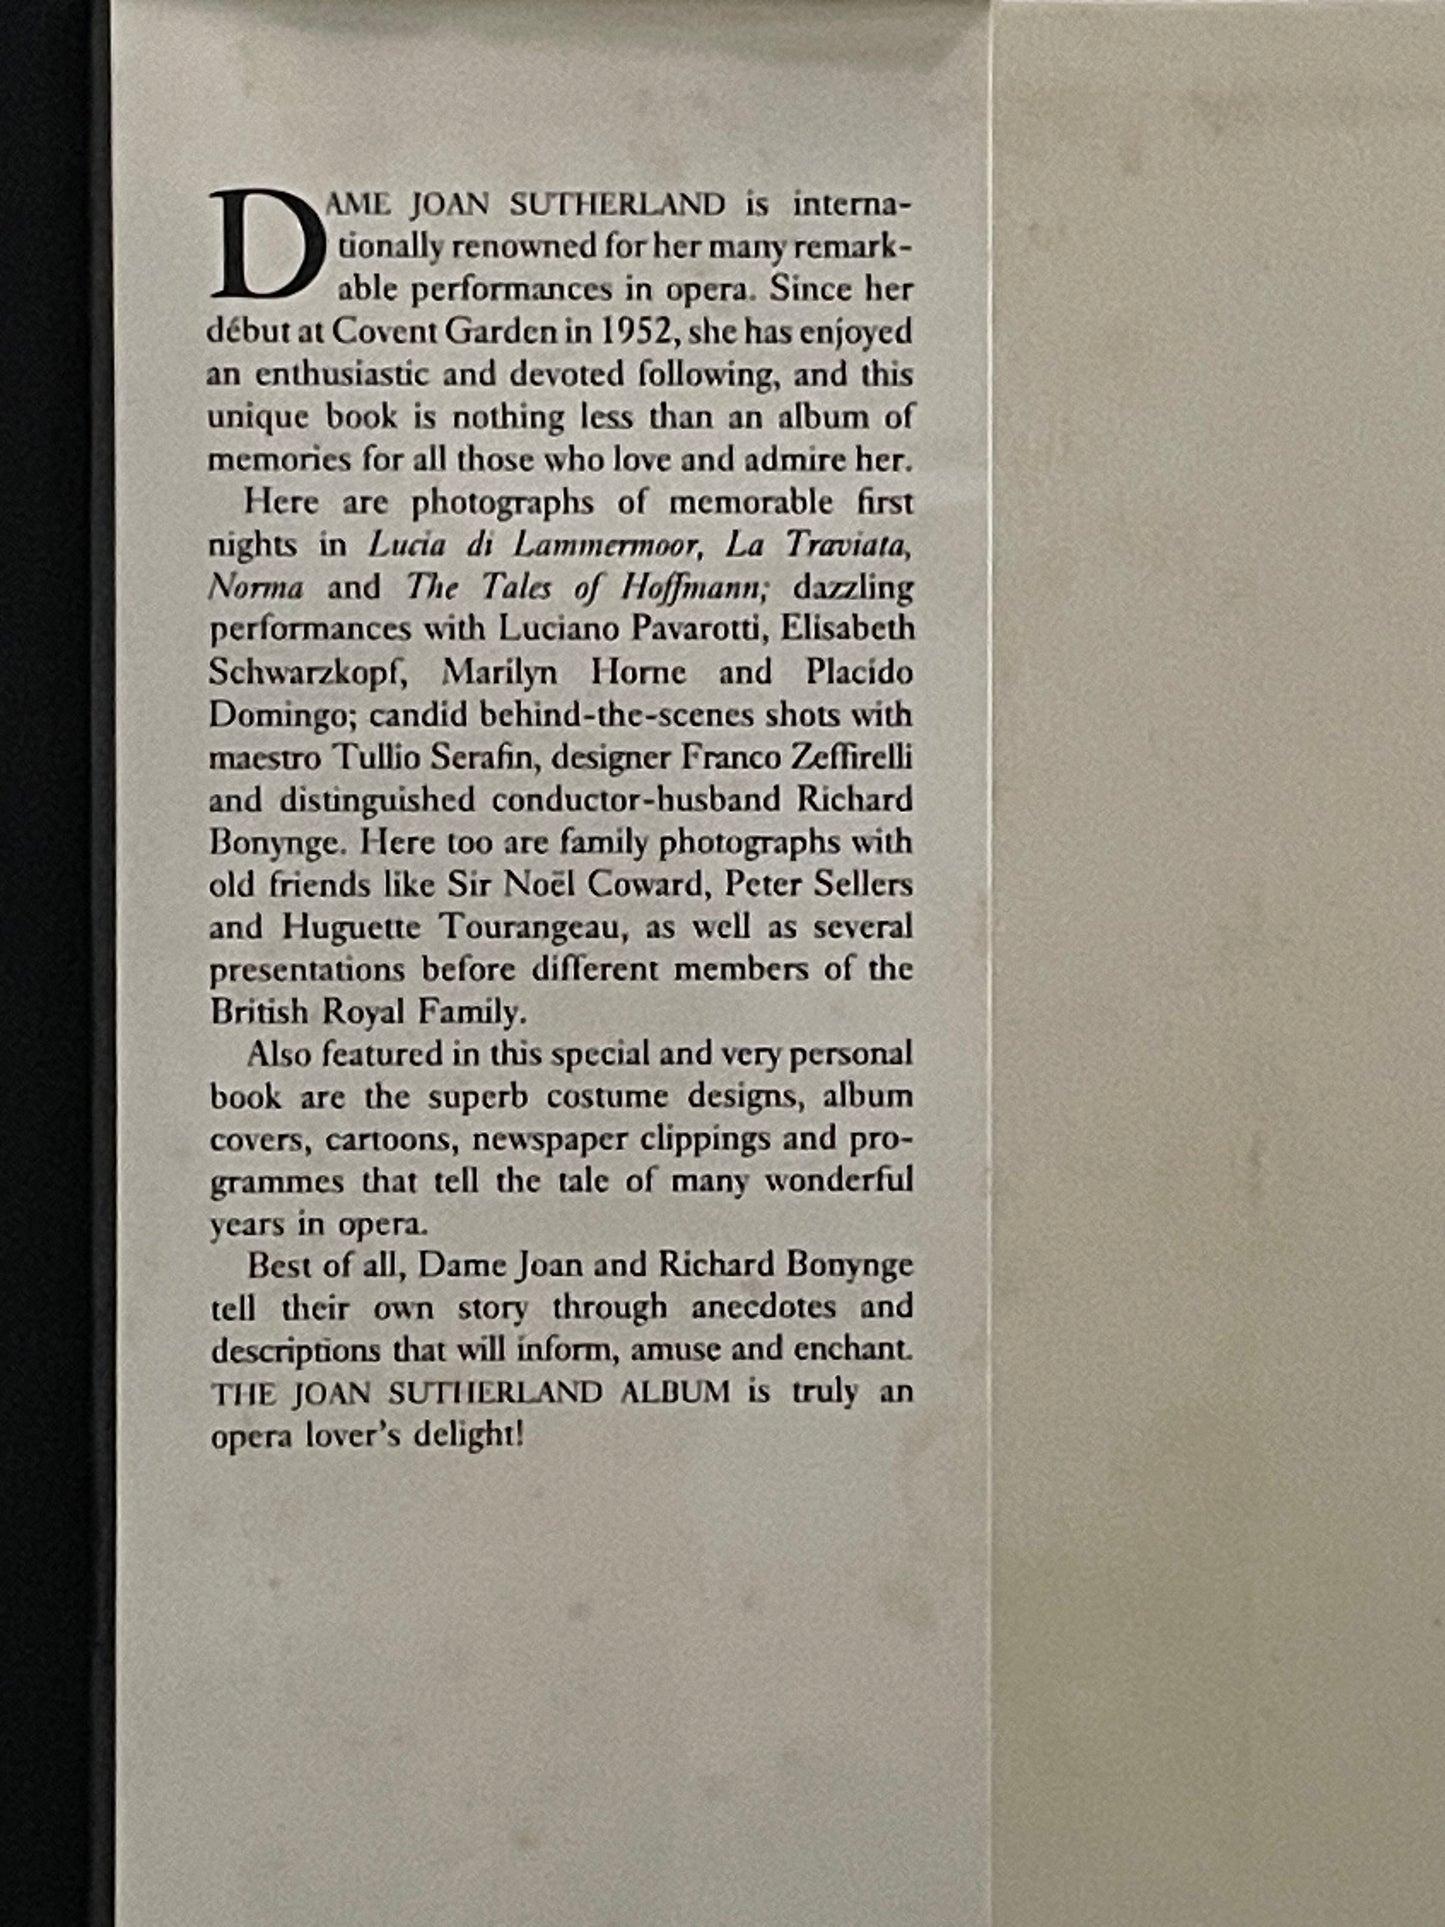 DAME JOAN SUTHERLAND is interna-
tionally renowned for her many remark-
able performances in opera. Since her
début at Covent Garden in 1952, she has enjoyed
an enthusiastic and devoted following, and this
unique book is nothing less than an album of
memories for all those who love and admire her.
Here are photographs of memorable first
nights in Lucia di Lammermoor, La Traviata,
Norma and The Tales of Hoffmann; dazzling
performances with Luciano Pavarotti, Elisabeth
Schwarzkopf, Marilyn Horne and Placído
Domingo; candid behind-the-scenes shots with
maestro Tullio Serafin, designer Franco Zeffirelli
and distinguished conductor-husband Richard
Bonynge. Here too are family photographs with
old friends like Sir Noël Coward, Peter Sellers
and Huguette Tourangeau, as well as several
presentations before different members of the
British Royal Family.
Also featured in this special and very personal
book are the superb costume designs, album
covers, cartoons, newspaper clippings and pro-
grammes that tell the tale of many wonderful
years in opera.
Best of all, Dame Joan and Richard Bonynge
tell their own story through anecdotes and
descriptions that will inform, amuse and enchant.
THE JOAN SUTHERLAND ALBUM is truly an
opera lover's delight!